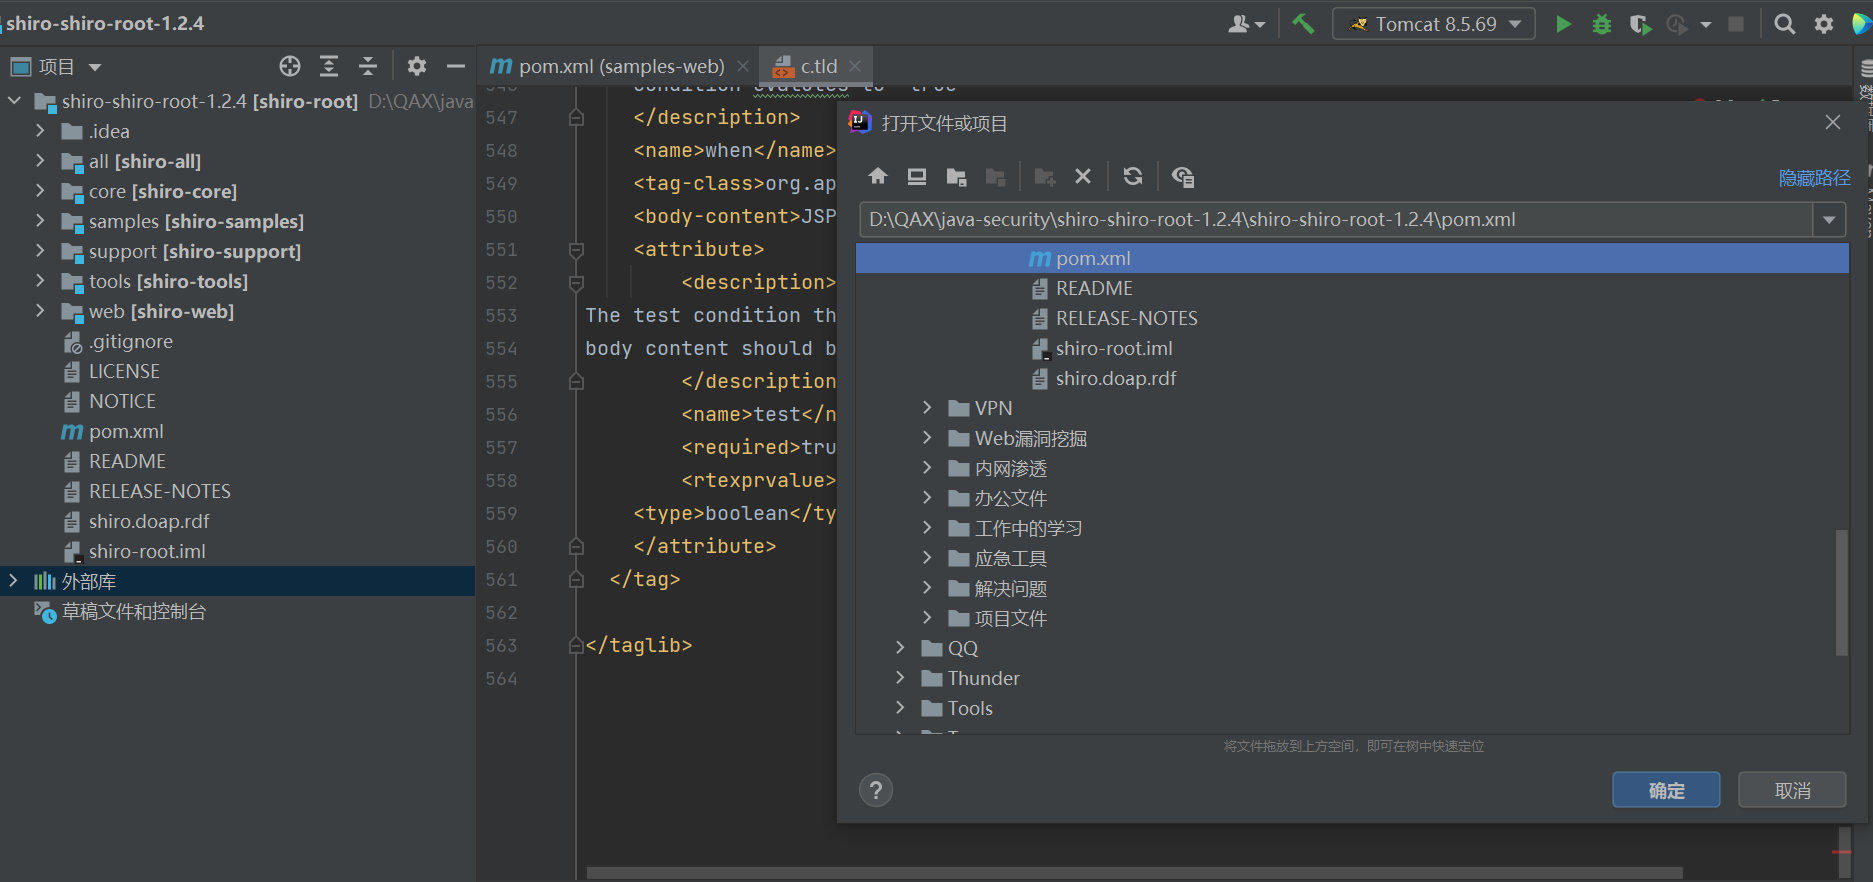 shiro-shiro-root-1.2.4
Tomcat 8.5.69
项目
pom.xml (samples-web)
c.tld
shiro-shiro-root-1.2.4 [shiro-root] D:\QAX\java
.idea
all [shiro-all]
core [shiro-core]
samples [shiro-samples]
support [shiro-support]
tools [shiro-tools]
web [shiro-web]
.gitignore
LICENSE
NOTICE
pom.xml
README
RELEASE-NOTES
shiro.doap.rdf
shiro-root.iml
外部库
草稿文件和控制台
547 </description>
548 <name>when</name>
549 <tag-class>org.ap
550 <body-content>JSP
551 <attribute>
552 <description>
553 The test condition th
554 body content should b
555 </description
556 <name>test</n
557 <required>tru
558 <rtexprvalue>
559 <type>boolean</ty
560 </attribute>
561 </tag>
562
563 </taglib>
564
打开文件或项目
隐藏路径
D:\QAX\java-security\shiro-shiro-root-1.2.4\shiro-shiro-root-1.2.4\pom.xml
pom.xml
README
RELEASE-NOTES
shiro-root.iml
shiro.doap.rdf
VPN
Web漏洞挖掘
内网渗透
办公文件
工作中的学习
应急工具
解决问题
项目文件
QQ
Thunder
Tools
将文件拖放到上方空间，即可在树中快速定位
?
确定
取消